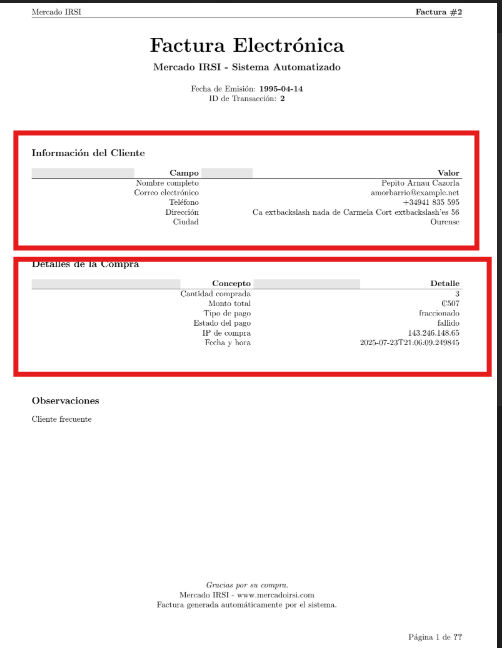 Mercado IRSI Factura #2
Factura Electrónica
Mercado IRSI - Sistema Automatizado
Fecha de Emisión: 1995-04-14
ID de Transacción: 2
Información del Cliente
Campo Valor
Nombre completo Pepito Arnau Cazorla
Correo electrónico amorbarrio@example.net
Teléfono +34941 835 595
Dirección Ca extbackslash nada de Carmela Cort extbackslash'es 56
Ciudad Ourense
Detalles de la Compra
Concepto Detalle
Cantidad comprada 3
Monto total ₡507
Tipo de pago fraccionado
Estado del pago fallido
IP de compra 143.246.148.65
Fecha y hora 2025-07-23T21:06:09.249845
Observaciones
Cliente frecuente
Gracias por su compra.
Mercado IRSI - www.mercadoirsi.com
Factura generada automáticamente por el sistema.
Página 1 de ??